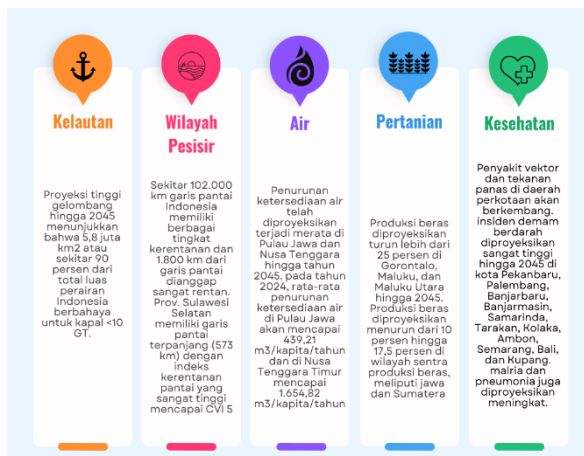 Kelautan
Proyeksi tinggi
gelombang
hingga 2045
menunjukkan
bahwa 5,8 juta
km2 atau
sekitar 90
persen dari
total luas
perairan
Indonesia
berbahaya
untuk kapal <10
GT.
Wilayah
Pesisir
Sekitar 102.000
km garis pantai
Indonesia
memiliki
berbagai
tingkat
kerentanan dan
1.800 km dari
garis pantai
dianggap
sangat rentan.
Prov. Sulawesi
Selatan
memiliki garis
pantai
terpanjang (573
km) dengan
indeks
kerentanan
pantai yang
sangat tinggi
mencapai CVI 5
Air
Penurunan
ketersediaan air
telah
diproyeksikan
terjadi merata di
Pulau Jawa dan
Nusa Tenggara
hingga tahun
2045. pada tahun
2024, rata-rata
penurunan
ketersediaan air
di Pulau Jawa
akan mencapai
439,21
m3/kapita/tahun
dan di Nusa
Tenggara Timur
mencapai
1.654,82
m3/kapita/tahun
Pertanian
Produksi beras
diproyeksikan
turun lebih dari
25 persen di
Gorontalo,
Maluku, dan
Maluku Utara
hingga 2045.
Produksi beras
diproyeksikan
menurun dari 10
persen hingga
17,5 persen di
wilayah sentra
produksi beras,
meliputi jawa
dan Sumatera
Kesehatan
Penyakit vektor
dan tekanan
panas di daerah
perkotaan akan
berkembang.
insiden demam
berdarah
diproyeksikan
sangat tinggi
hingga 2045 di
kota Pekanbaru,
Palembang,
Banjarbaru,
Banjarmasin,
Samarinda,
Tarakan, Kolaka,
Ambon,
Semarang, Bali,
dan Kupang.
malria dan
pneumonia juga
diproyeksikan
meningkat.